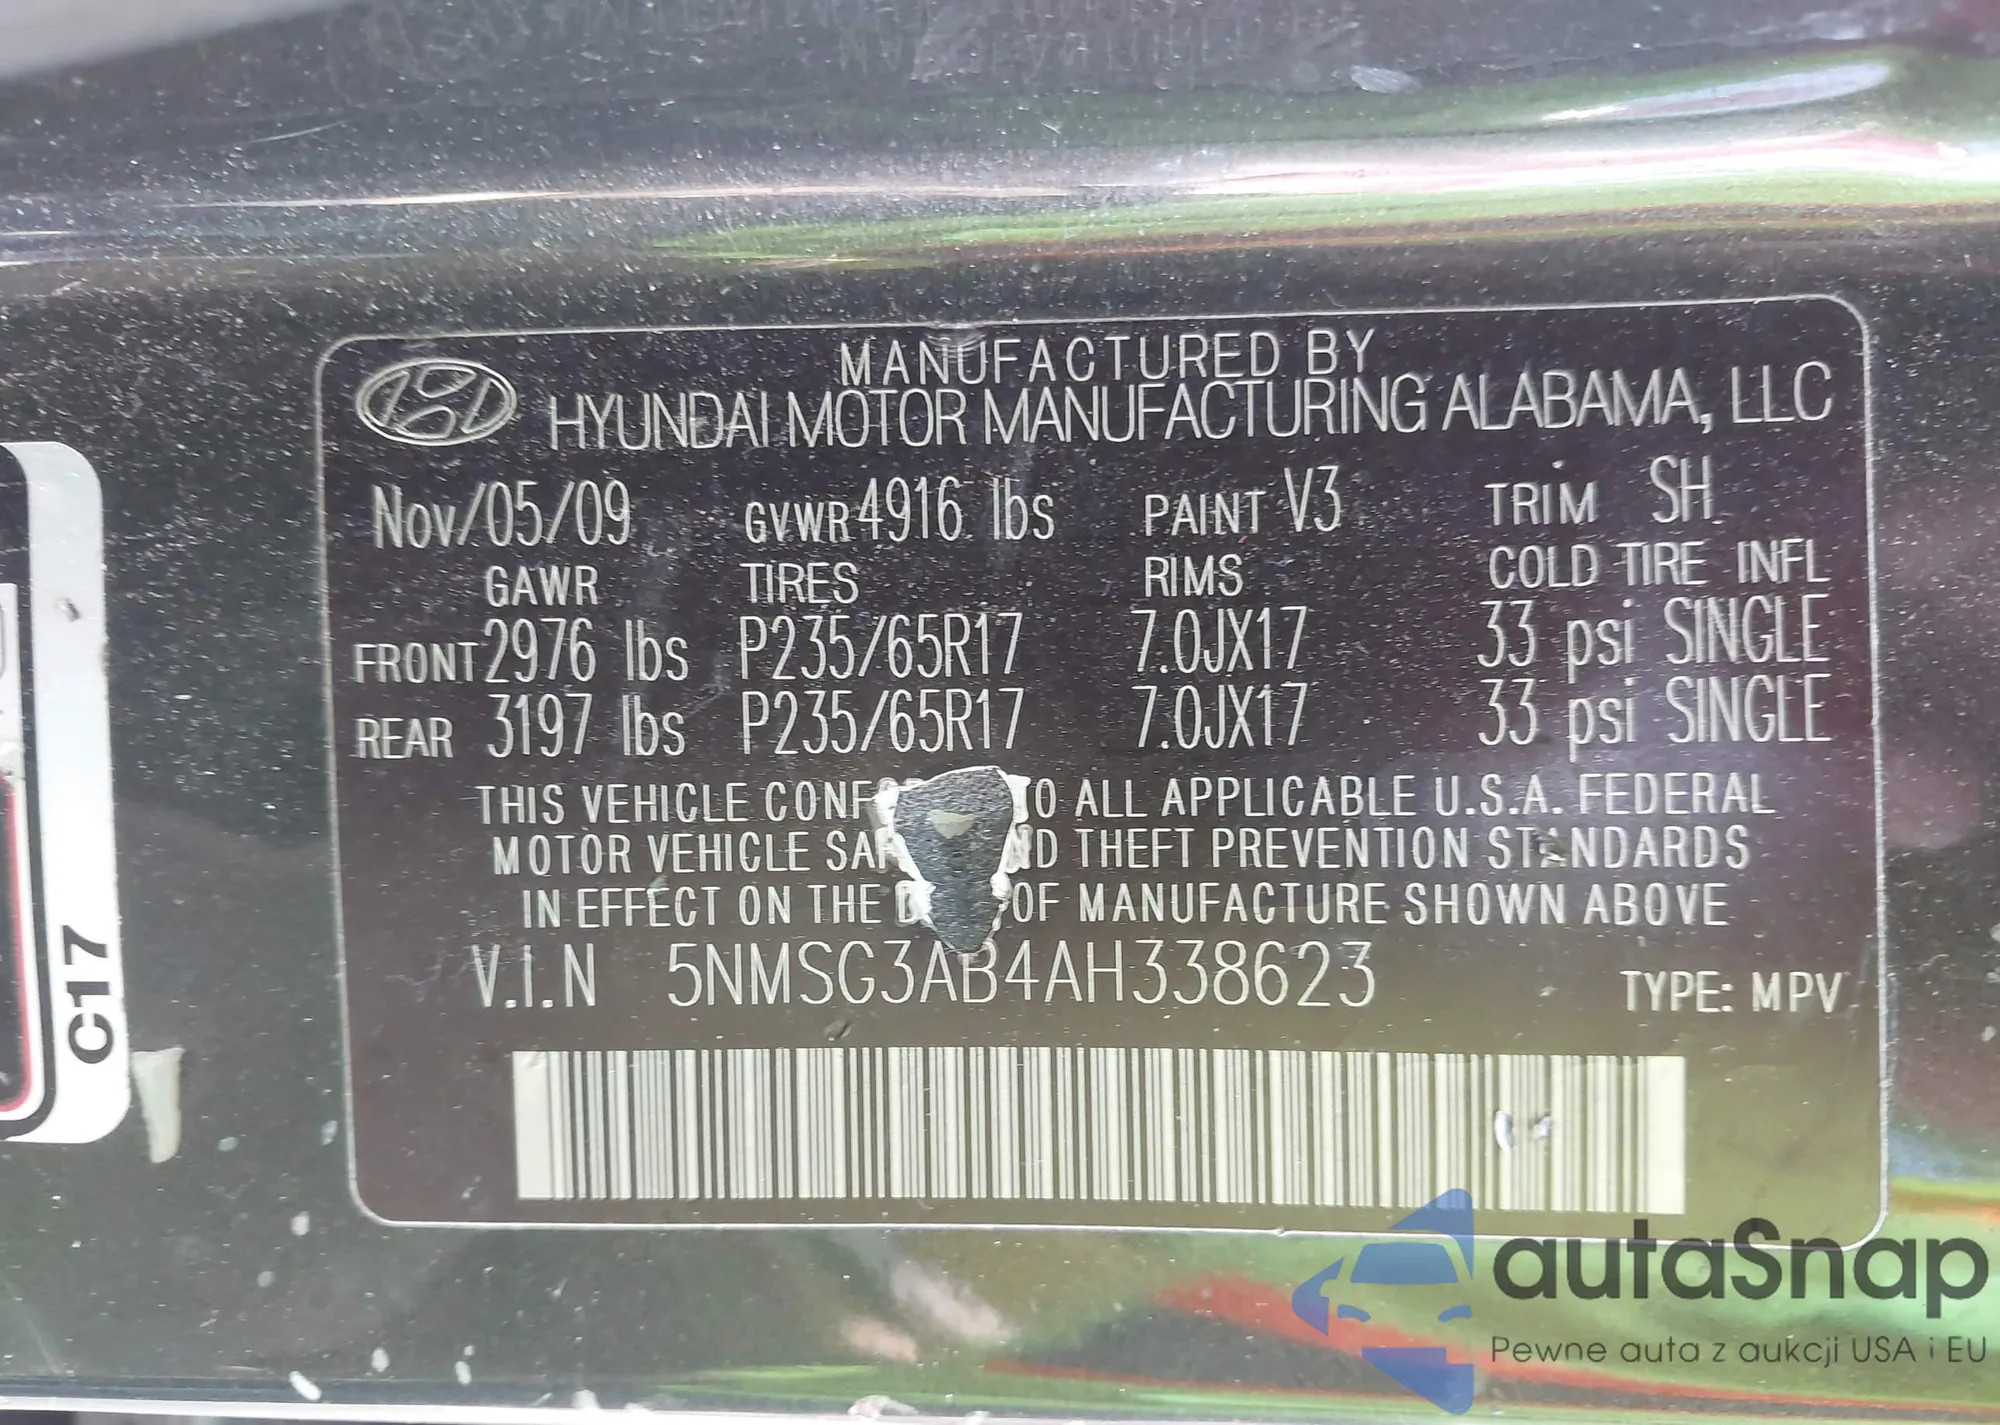 MANUFACTURED BY
HYUNDAI MOTOR MANUFACTURING ALABAMA, LLC
Nov/05/09 GVWR 4916 lbs PAINT V3 TRIM SH
GAWR TIRES RIMS COLD TIRE INFL
FRONT 2976 lbs P235/65R17 7.0JX17 33 psi SINGLE
REAR 3197 lbs P235/65R17 7.0JX17 33 psi SINGLE
THIS VEHICLE TO ALL APPLICABLE U.S.A. FEDERAL
MOTOR VEHICLE THEFT PREVENTION STANDARDS
IN EFFECT ON THE OF MANUFACTURE SHOWN ABOVE
V.I.N 5NMSG3AB4AH338623
TYPE: MPV
C17
autaSnap
Pewne auta z aukcji USA i EU